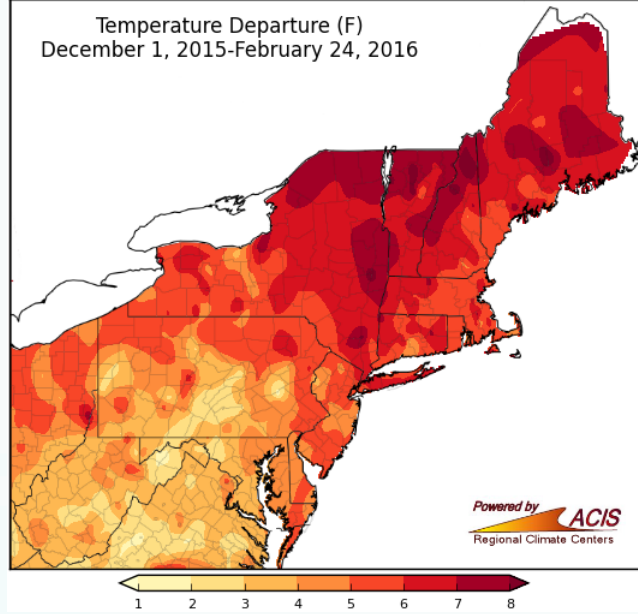 Temperature Departure (F)
December 1, 2015-February 24, 2016
Powered by
ACIS
Regional Climate Centers
1 2 3 4 5 6 7 8